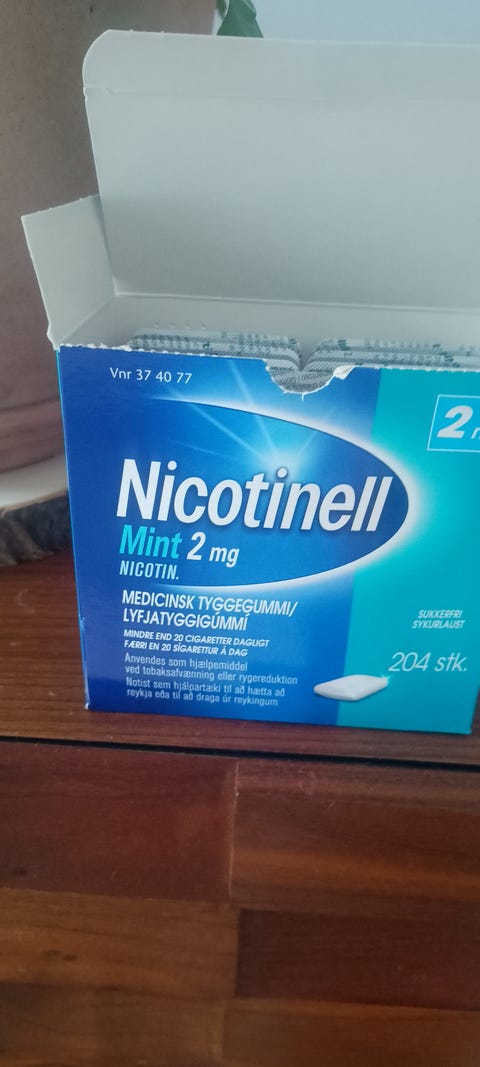 Vnr 37 40 77
2
Nicotinell
Mint 2 mg
NICOTIN.
MEDICINSK TYGGEGUMMI/
LYFJATYGGIGÚMMÍ
MINDRE END 20 CIGARETTER DAGLIGT
FÆRRI EN 20 SÍGARETTUR Á DAG
Anvendes som hjælpemiddel
ved tobaksafvænning eller rygereduktion
Notist sem hjálpartæki til að hætta að
reykja eða til að draga úr reykingum
SUKKERFRI
SYKURLAUST
204 stk.